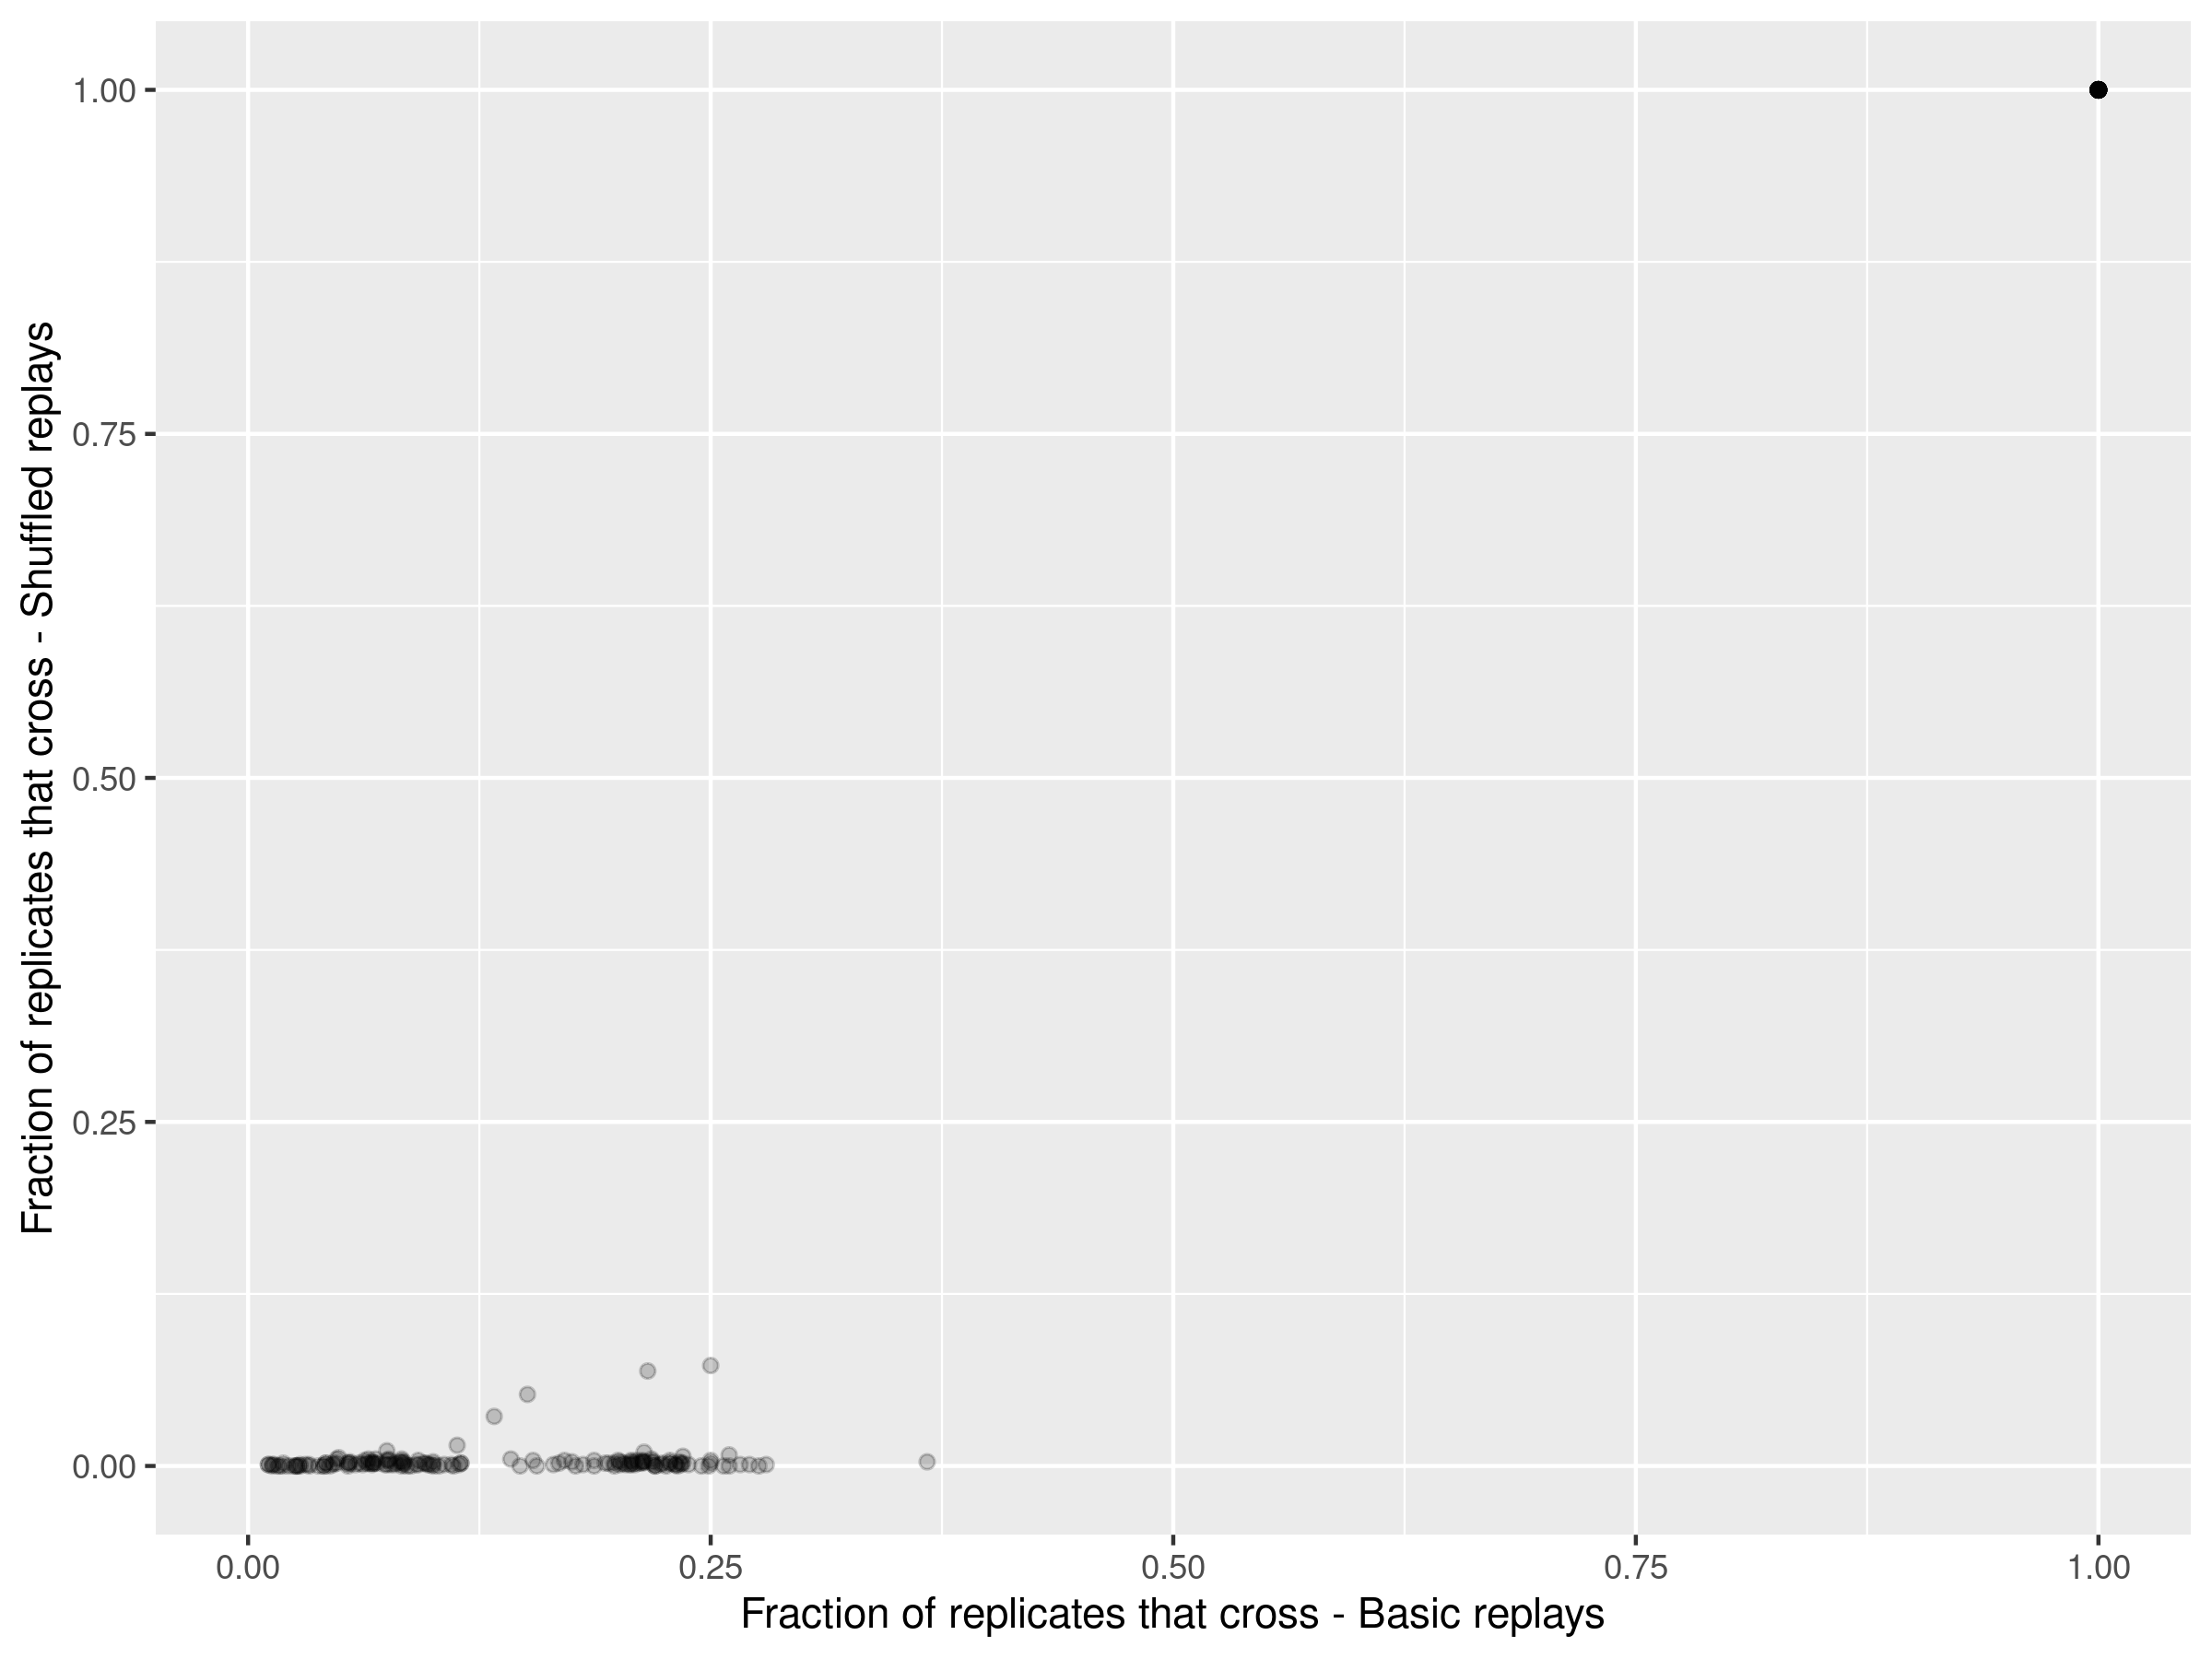 Fraction of replicates that cross - Shuffled replays
1.00
0.75
0.50
0.25
0.00
0.00 0.25 0.50 0.75 1.00
Fraction of replicates that cross - Basic replays